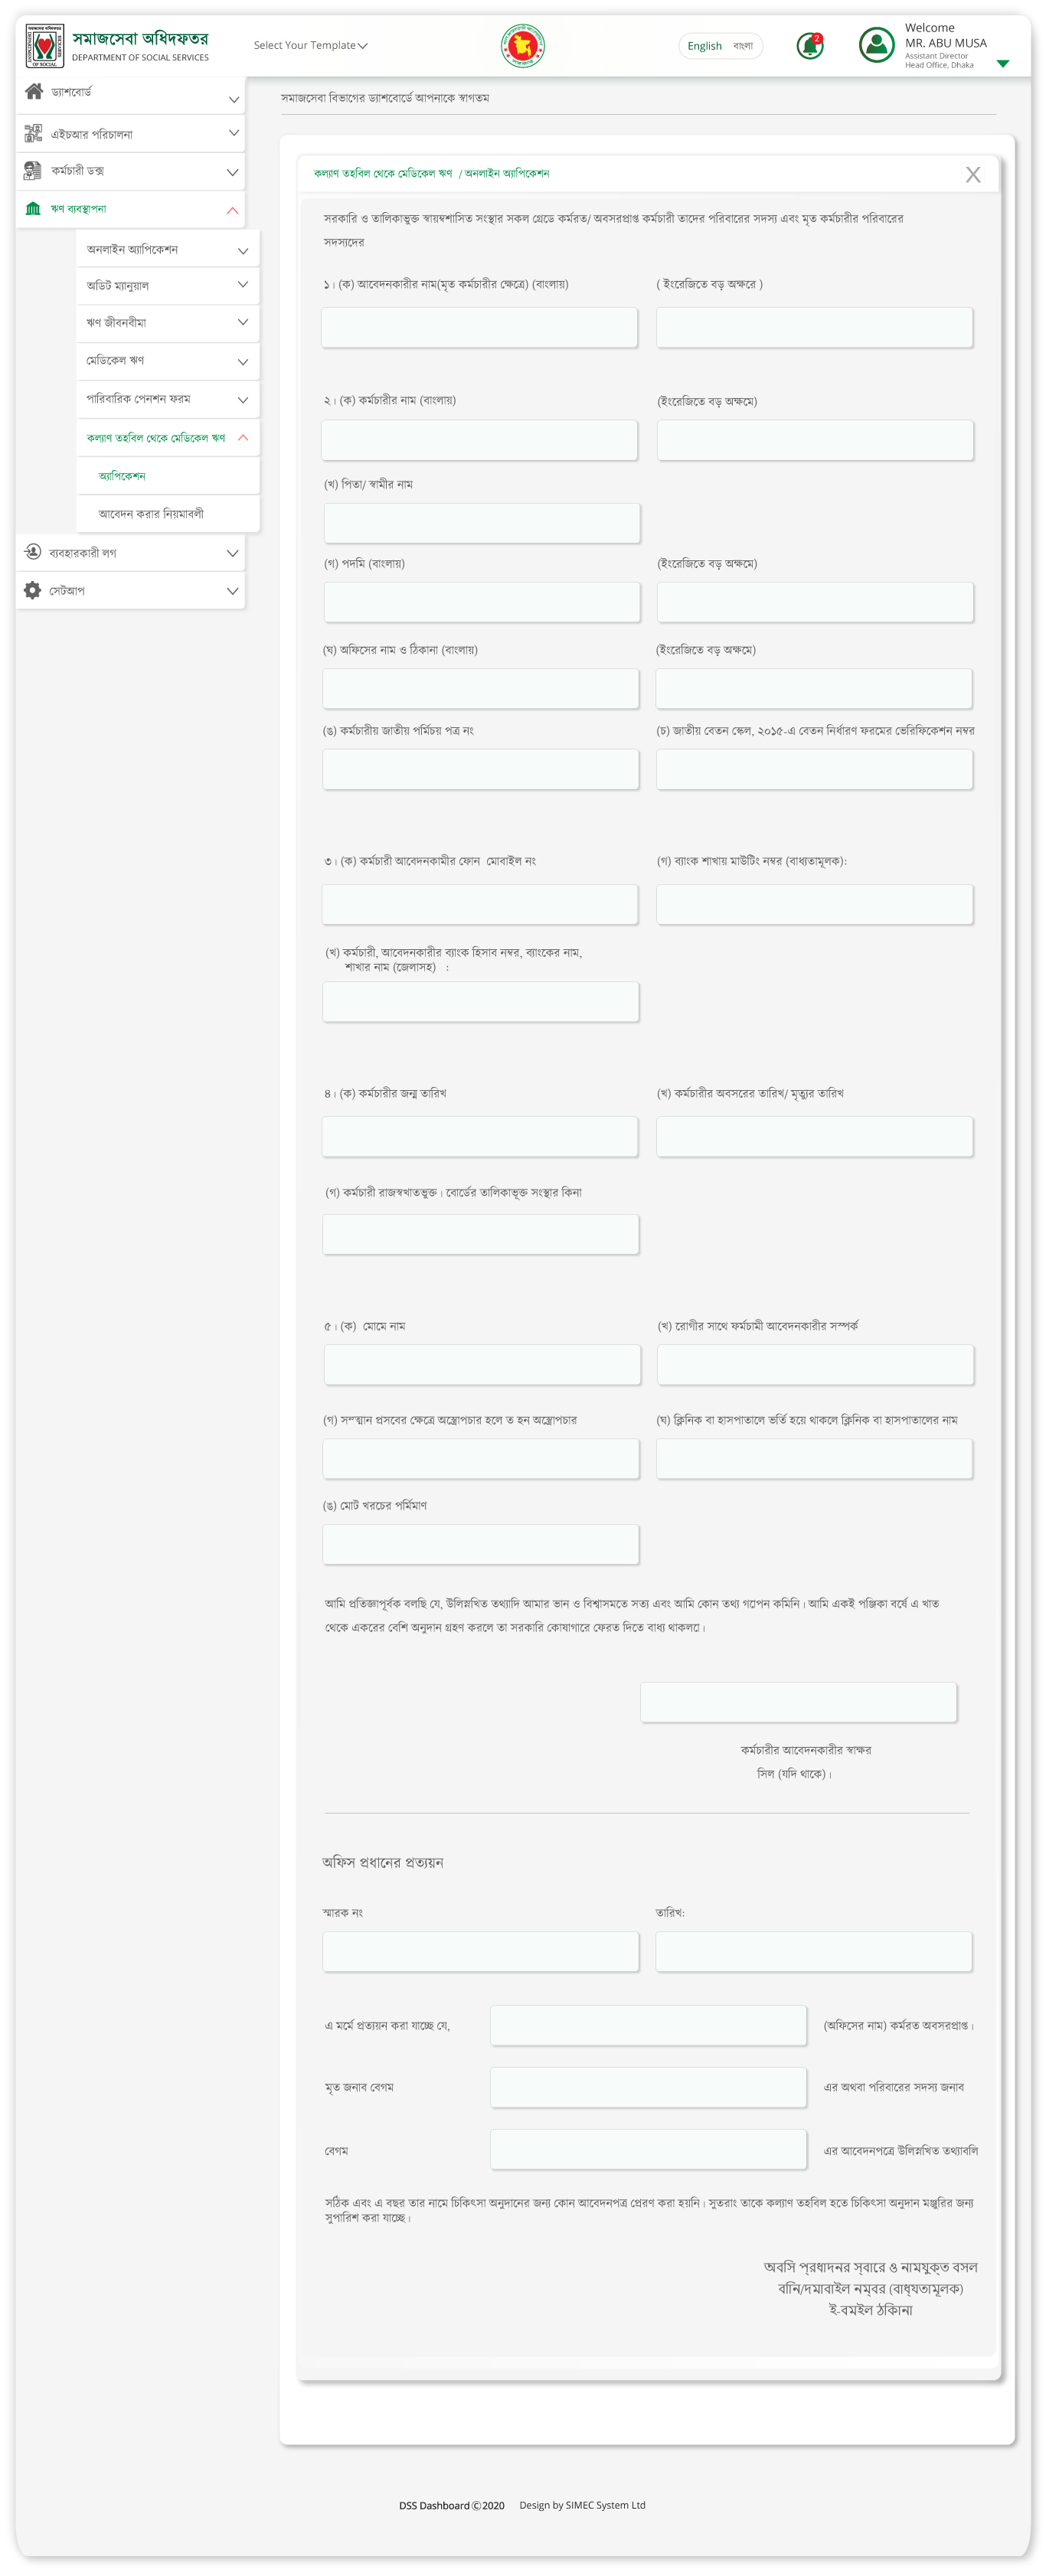 সমাজসেবা অধিদফতর
DEPARTMENT OF SOCIAL SERVICES
Select Your Template
English বাংলা
2
Welcome
MR. ABU MUSA
Assistant Director
Head Office, Dhaka
ড্যাশবোর্ড
এইচআর পরিচালনা
কর্মচারী ডক্স
ঋণ ব্যবস্থাপনা
অনলাইন অ্যাপিকেশন
অডিট ম্যানুয়াল
ঋণ জীবনবীমা
মেডিকেল ঋণ
পারিবারিক পেনশন ফরম
কল্যাণ তহবিল থেকে মেডিকেল ঋণ
অ্যাপিকেশন
আবেদন করার নিয়মাবলী
ব্যবহারকারী লগ
সেটআপ
সমাজসেবা বিভাগের ড্যাশবোর্ডে আপনাকে স্বাগতম
কল্যাণ তহবিল থেকে মেডিকেল ঋণ / অনলাইন অ্যাপিকেশন
X
সরকারি ও তালিকাভুক্ত স্বায়ম্বশাসিত সংস্থার সকল গ্রেডে কর্মরত/ অবসরপ্রাপ্ত কর্মচারী তাদের পরিবারের সদস্য এবং মৃত কর্মচারীর পরিবারের
সদস্যদের
১। (ক) আবেদনকারীর নাম(মৃত কর্মচারীর ক্ষেত্রে) (বাংলায়)
( ইংরেজিতে বড় অক্ষরে )
২। (ক) কর্মচারীর নাম (বাংলায়)
(ইংরেজিতে বড় অক্ষমে)
(খ) পিতা/ স্বামীর নাম
(গ) পদমি (বাংলায়)
(ইংরেজিতে বড় অক্ষমে)
(ঘ) অফিসের নাম ও ঠিকানা (বাংলায়)
(ইংরেজিতে বড় অক্ষমে)
(ঙ) কর্মচারীয় জাতীয় পর্মিচয় পত্র নং
(চ) জাতীয় বেতন স্কেল, ২০১৫-এ বেতন নির্ধারণ ফরমের ভেরিফিকেশন নম্বর
৩। (ক) কর্মচারী আবেদনকামীর ফোন মোবাইল নং
(গ) ব্যাংক শাখায় মাউটিং নম্বর (বাধ্যতামূলক):
(খ) কর্মচারী, আবেদনকারীর ব্যাংক হিসাব নম্বর, ব্যাংকের নাম,
শাখার নাম (জেলাসহ) :
৪। (ক) কর্মচারীর জন্ম তারিখ
(খ) কর্মচারীর অবসরের তারিখ/ মৃত্যুর তারিখ
(গ) কর্মচারী রাজস্বখাতভুক্ত। বোর্ডের তালিকাভূক্ত সংস্থার কিনা
৫। (ক) মোমে নাম
(খ) রোগীর সাথে ফর্মচামী আবেদনকারীর সম্পর্ক
(গ) সম্ত্মান প্রসবের ক্ষেত্রে অস্ত্রোপচার হলে ত হন অস্ত্রোপচার
(ঘ) ক্লিনিক বা হাসপাতালে ভর্তি হয়ে থাকলে ক্লিনিক বা হাসপাতালের নাম
(ঙ) মোট খরচের পর্মিমাণ
আমি প্রতিজ্ঞাপূর্বক বলছি যে, উলিস্নখিত তথ্যাদি আমার ভান ও বিশ্বাসমতে সত্য এবং আমি কোন তথ্য গপেন কমিনি। আমি একই পঞ্জিকা বর্ষে এ খাত
থেকে একরের বেশি অনুদান গ্রহণ করলে তা সরকারি কোষাগারে ফেরত দিতে বাধ্য থাকলা।
কর্মচারীর আবেদনকারীর স্বাক্ষর
সিল (যদি থাকে)।
অফিস প্রধানের প্রত্যয়ন
স্মারক নং
তারিখ:
এ মর্মে প্রত্যয়ন করা যাচ্ছে যে,
(অফিসের নাম) কর্মরত অবসরপ্রাপ্ত।
মৃত জনাব বেগম
এর অথবা পরিবারের সদস্য জনাব
বেগম
এর আবেদনপত্রে উলিস্নখিত তথ্যাবলি
সঠিক এবং এ বছর তার নামে চিকিৎসা অনুদানের জন্য কোন আবেদনপত্র প্রেরণ করা হয়নি। সুতরাং তাকে কল্যাণ তহবিল হতে চিকিৎসা অনুদান মঞ্জুরির জন্য
সুপারিশ করা যাচ্ছে।
অবসি প্রধাদনর স্বারে ও নামযুক্ত বসল
বানি/দমাবাইল নম্বর (বাধ্যতামূলক)
ই-বমইল ঠিকিানা
DSS Dashboard ©2020 Design by SIMEC System Ltd